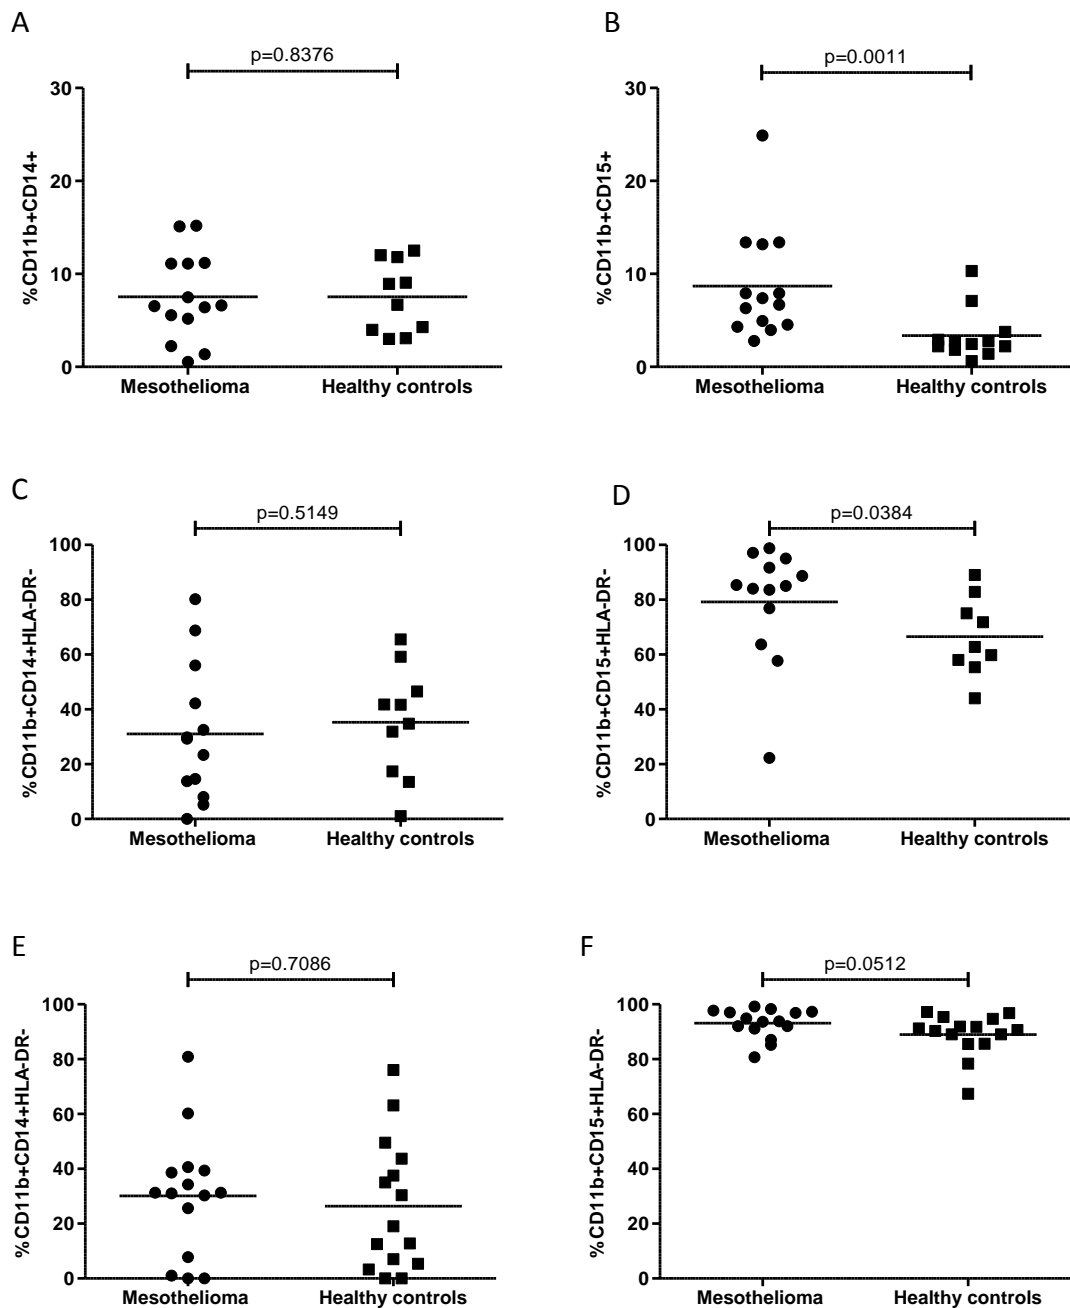 A
B
p=0.8376
p=0.0011
30
20
10
0
%CD11b+CD14+
Mesothelioma
Healthy controls
30
20
10
0
%CD11b+CD15+
Mesothelioma
Healthy controls
C
D
p=0.5149
p=0.0384
100
80
60
40
20
0
%CD11b+CD14+HLA-DR-
Mesothelioma
Healthy controls
100
80
60
40
20
0
%CD11b+CD15+HLA-DR-
Mesothelioma
Healthy controls
E
F
p=0.7086
p=0.0512
100
80
60
40
20
0
%CD11b+CD14+HLA-DR-
Mesothelioma
Healthy controls
100
80
60
40
20
0
%CD11b+CD15+HLA-DR-
Mesothelioma
Healthy controls